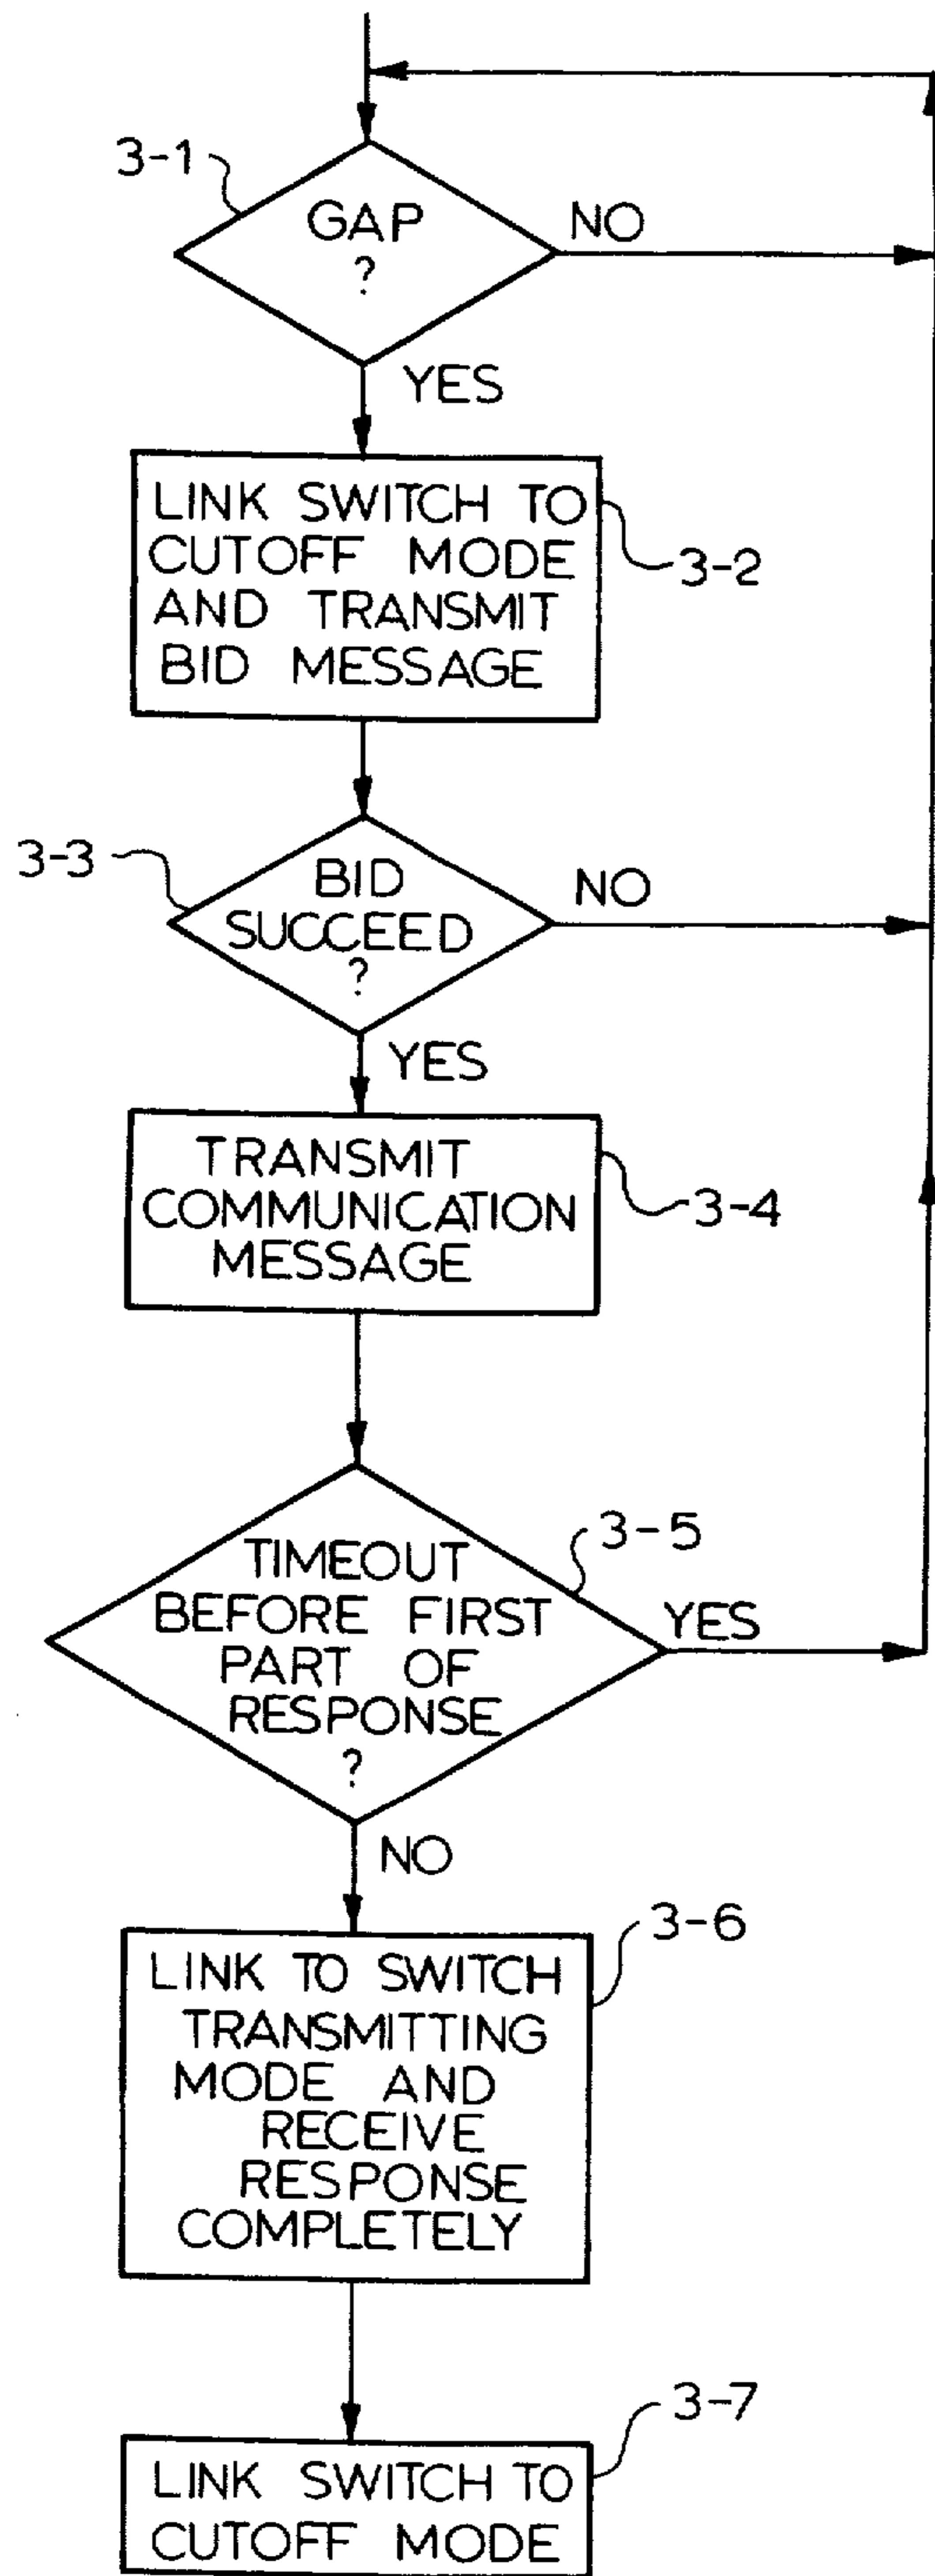 3-1
GAP
?
NO
YES
LINK SWITCH TO
CUTOFF MODE
AND TRANSMIT
BID MESSAGE
3-2
3-3
BID
SUCCEED
?
NO
YES
TRANSMIT
COMMUNICATION
MESSAGE
3-4
TIMEOUT
BEFORE FIRST
PART OF
RESPONSE
?
3-5
YES
NO
LINK TO SWITCH
TRANSMITTING
MODE AND
RECEIVE
RESPONSE
COMPLETELY
3-6
LINK SWITCH TO
CUTOFF MODE
3-7